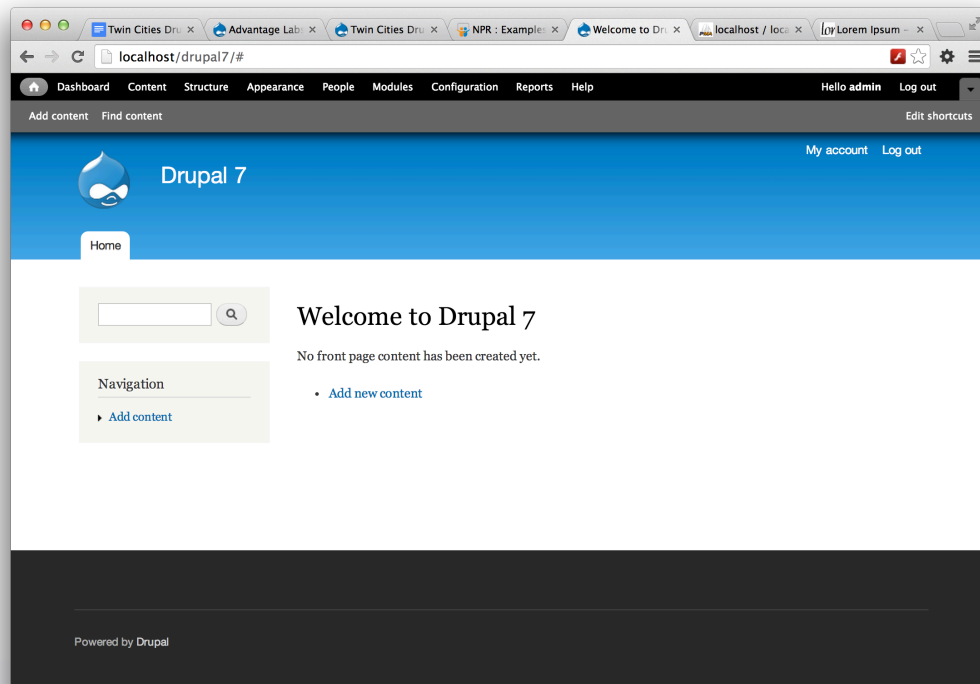 Twin Cities Dru × Advantage Labs × Twin Cities Dru × NPR : Examples × Welcome to Dru × localhost / loca × Lorem Ipsum - ×
localhost/drupal7/#
Dashboard Content Structure Appearance People Modules Configuration Reports Help Hello admin Log out
Add content Find content Edit shortcuts
My account Log out
Drupal 7
Home
Welcome to Drupal 7
No front page content has been created yet.
Navigation
• Add new content
Add content
Powered by Drupal